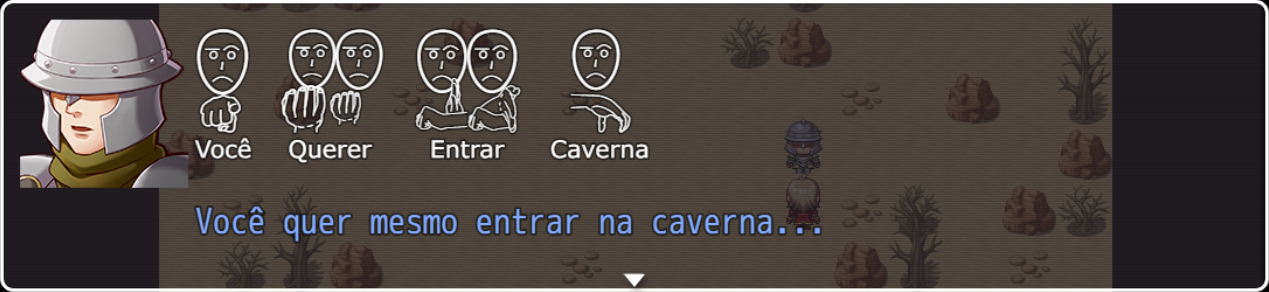 Você Querer Entrar Caverna
Você quer mesmo entrar na caverna...